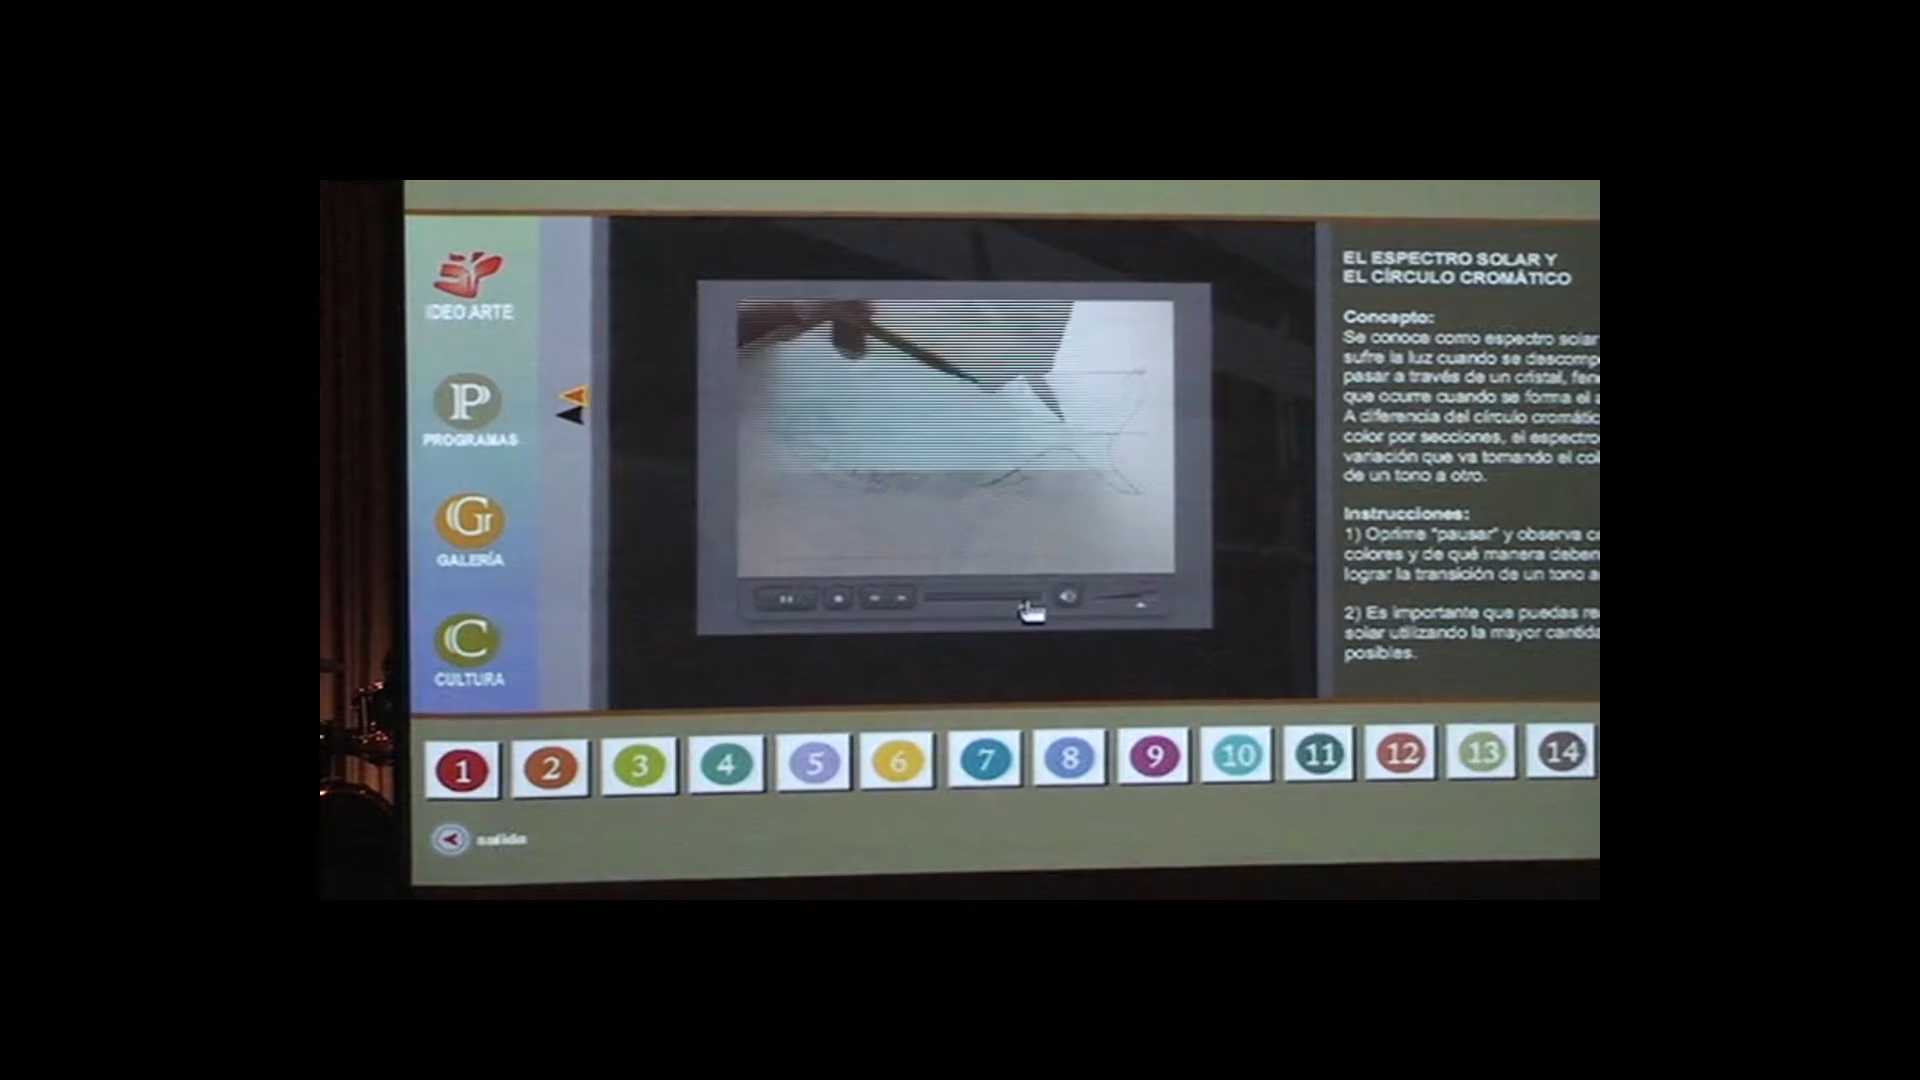 IDEO ARTE
P
PROGRAMAS
G
GALERÍA
C
CULTURA
EL ESPECTRO SOLAR Y
EL CÍRCULO CROMÁTICO
Concepto:
Se conoce como espectro solar
sufre la luz cuando se descomp
pasar a través de un cristal, fen
que ocurre cuando se forma el a
A diferencia del círculo cromátic
color por secciones, el espectro
variación que va tomando el col
de un tono a otro.
Instrucciones:
1) Oprime "pausar" y observa c
colores y de qué manera deben
lograr la transición de un tono a
2) Es importante que puedas re
solar utilizando la mayor cantida
posibles.
1 2 3 4 5 6 7 8 9 10 11 12 13 14
salida